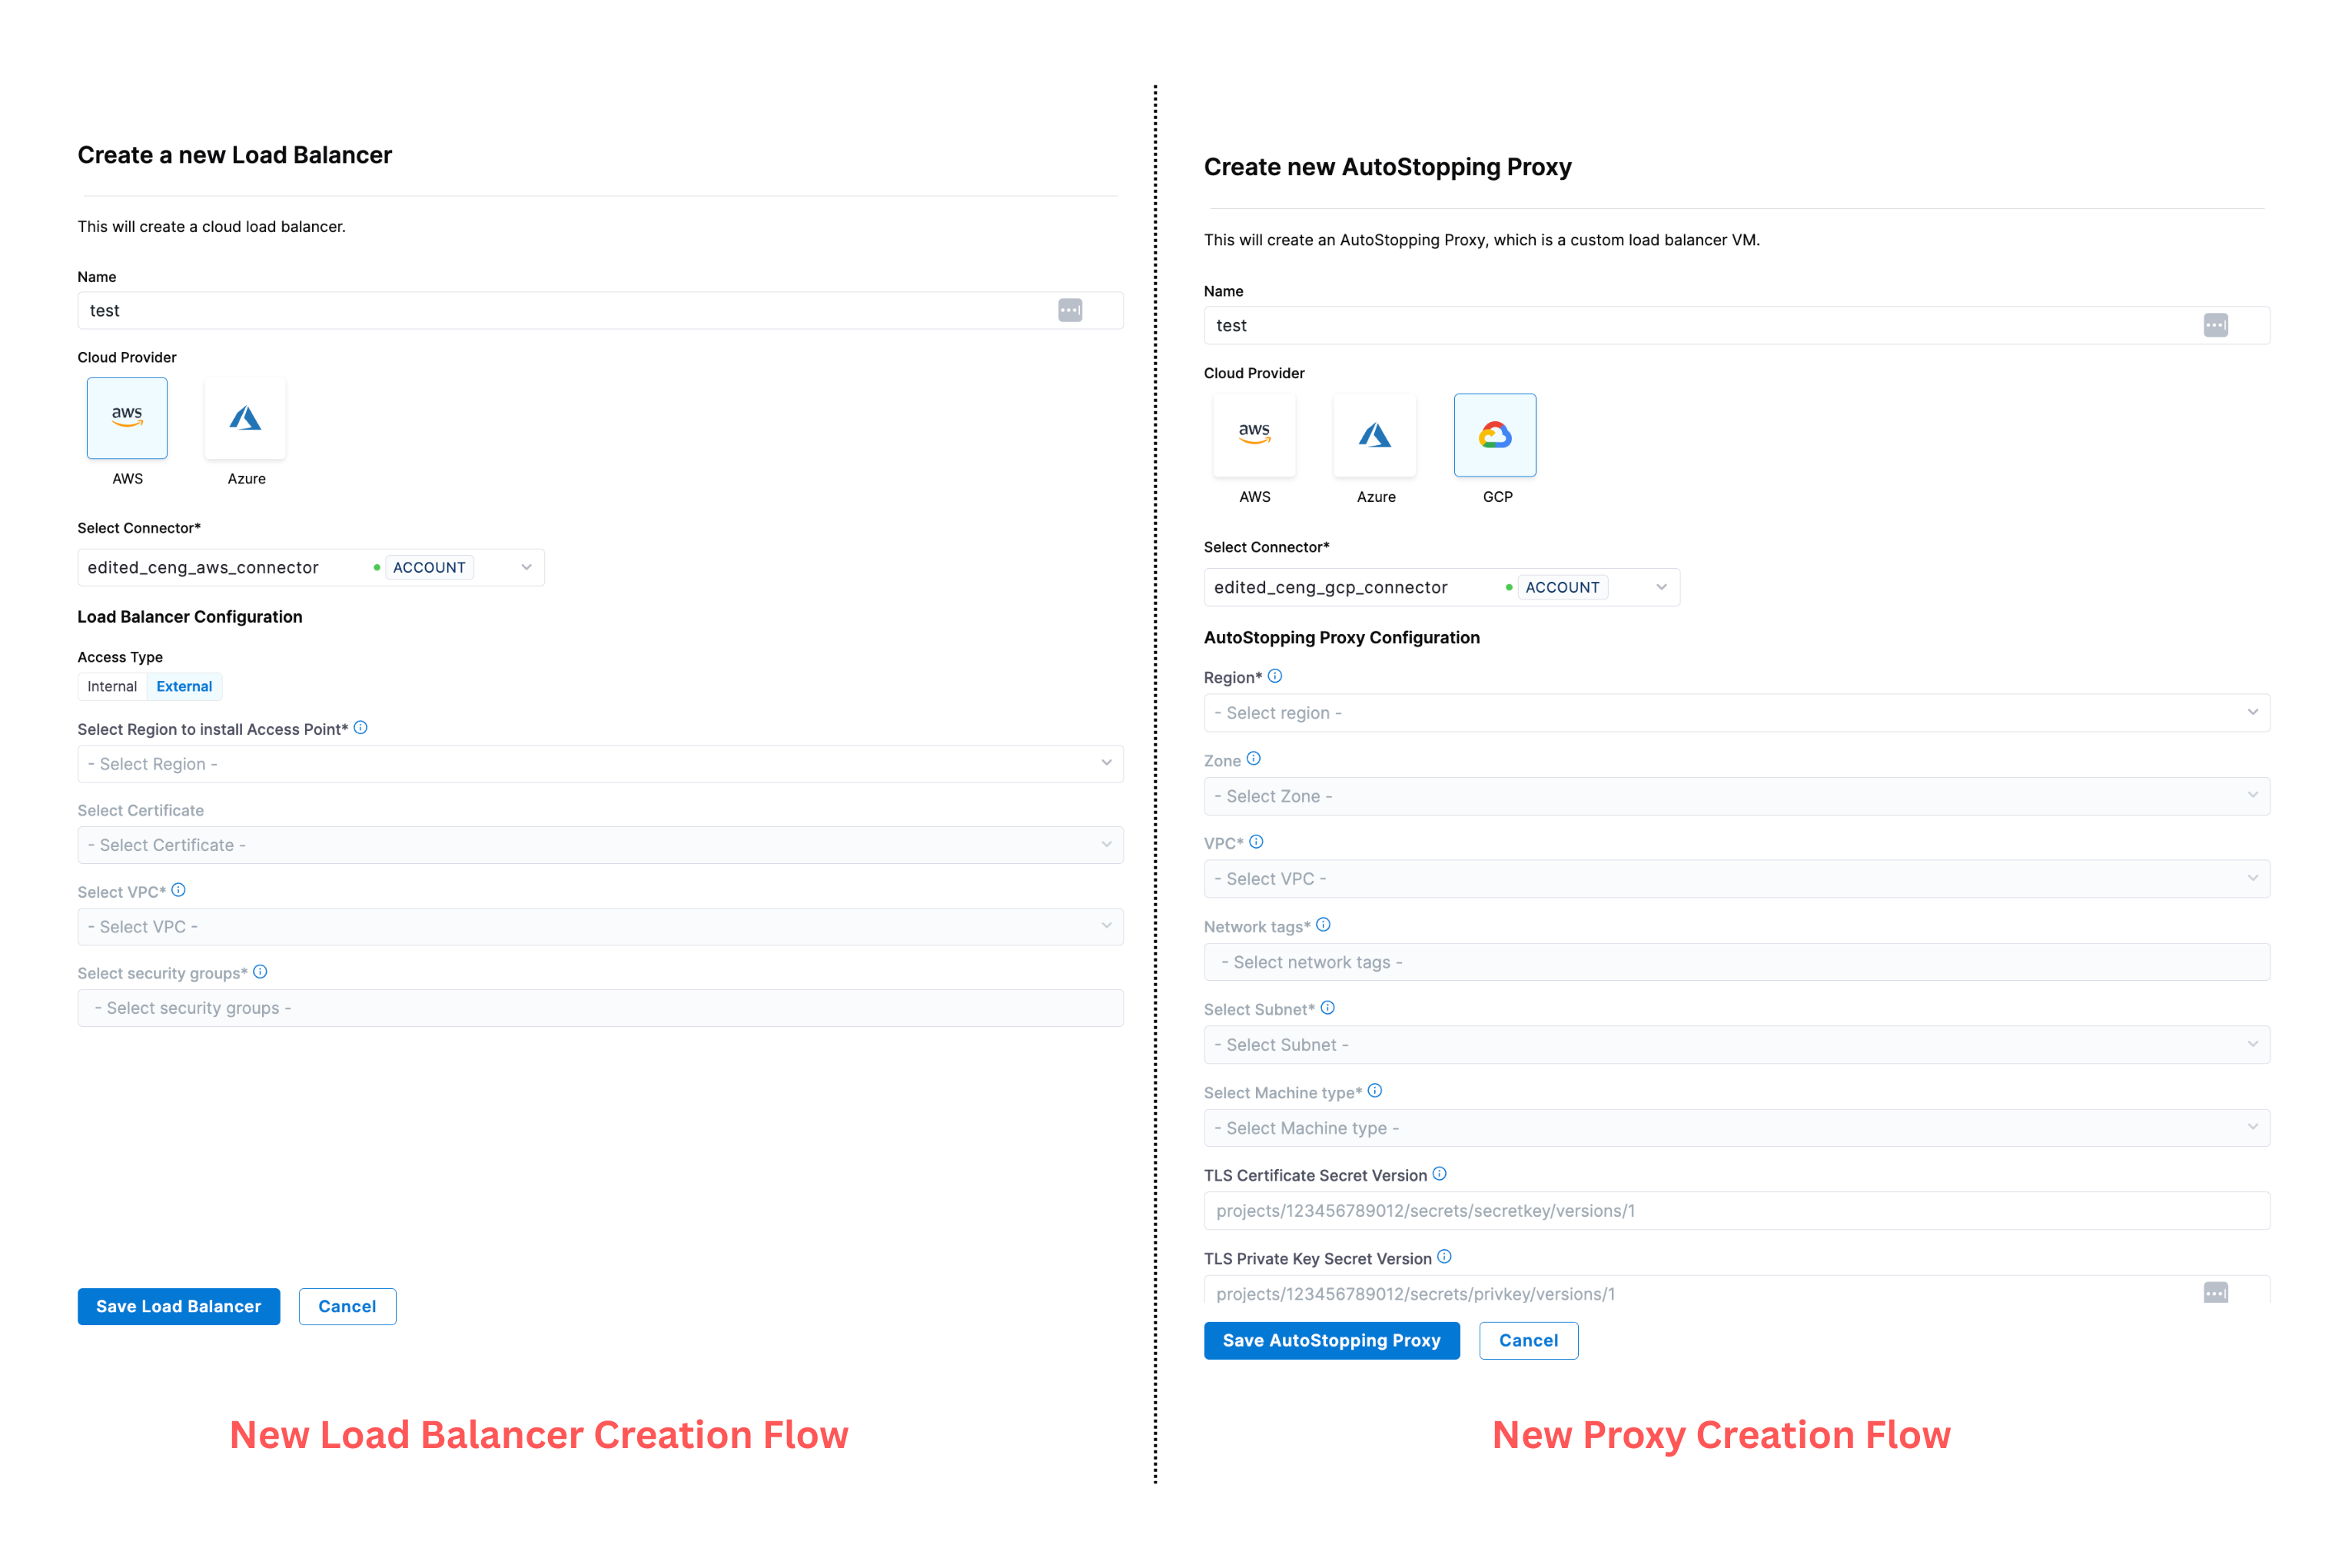 Create a new Load Balancer
This will create a cloud load balancer.
Name
test
Cloud Provider
aws
AWS
Azure
Select Connector*
edited_ceng_aws_connector ACCOUNT
Load Balancer Configuration
Access Type
Internal External
Select Region to install Access Point*
- Select Region -
Select Certificate
- Select Certificate -
Select VPC*
- Select VPC -
Select security groups*
- Select security groups -
Save Load Balancer Cancel
New Load Balancer Creation Flow
Create new AutoStopping Proxy
This will create an AutoStopping Proxy, which is a custom load balancer VM.
Name
test
Cloud Provider
aws
AWS Azure GCP
Select Connector*
edited_ceng_gcp_connector ACCOUNT
AutoStopping Proxy Configuration
Region*
- Select region -
Zone
- Select Zone -
VPC*
- Select VPC -
Network tags*
- Select network tags -
Select Subnet*
- Select Subnet -
Select Machine type*
- Select Machine type -
TLS Certificate Secret Version
projects/123456789012/secrets/secretkey/versions/1
TLS Private Key Secret Version
projects/123456789012/secrets/privkey/versions/1
Save AutoStopping Proxy Cancel
New Proxy Creation Flow